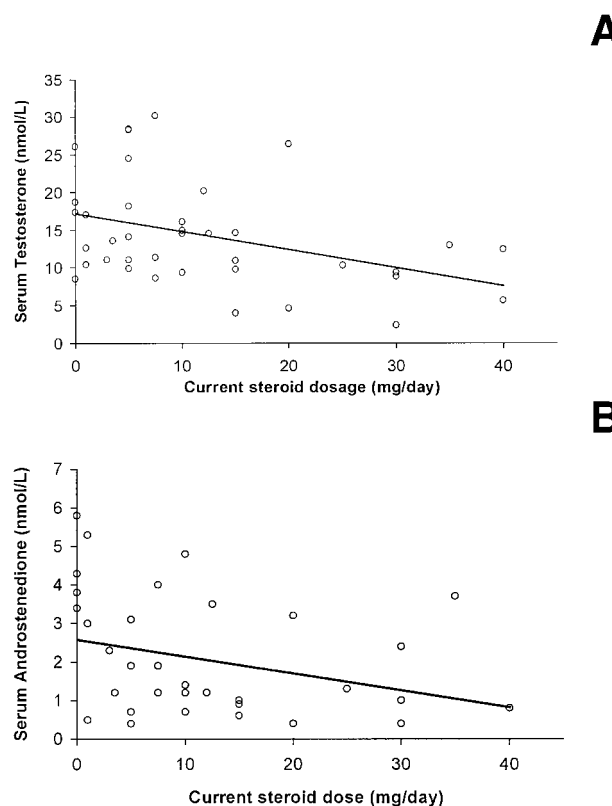 A
35
30
25
20
15
10
5
0
Serum Testosterone (nmol/L)
0 10 20 30 40
Current steroid dosage (mg/day)
B
7
6
5
4
3
2
1
0
Serum Androstenedione (nmol/L)
0 10 20 30 40
Current steroid dose (mg/day)